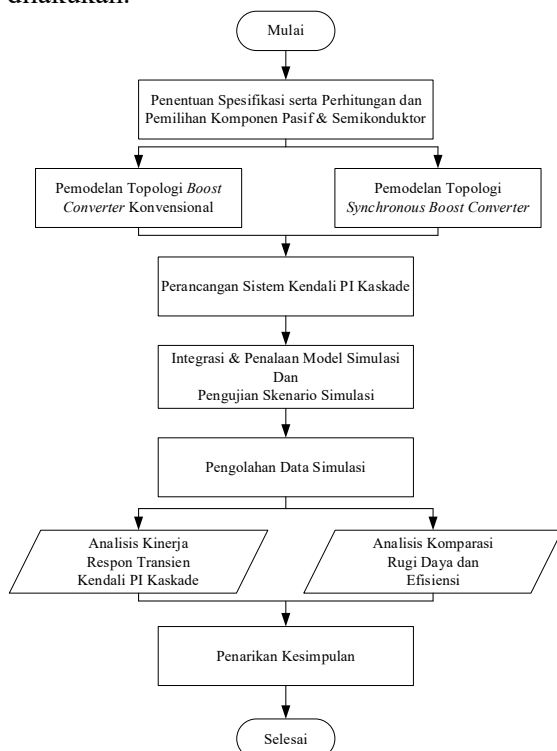 dilakukan.
Mulai
Penentuan Spesifikasi serta Perhitungan dan
Pemilihan Komponen Pasif & Semikonduktor
Pemodelan Topologi Boost
Converter Konvensional
Pemodelan Topologi
Synchronous Boost Converter
Perancangan Sistem Kendali PI Kaskade
Integrasi & Penalaan Model Simulasi
Dan
Pengujian Skenario Simulasi
Pengolahan Data Simulasi
Analisis Kinerja
Respon Transien
Kendali PI Kaskade
Analisis Komparasi
Rugi Daya dan
Efisiensi
Penarikan Kesimpulan
Selesai